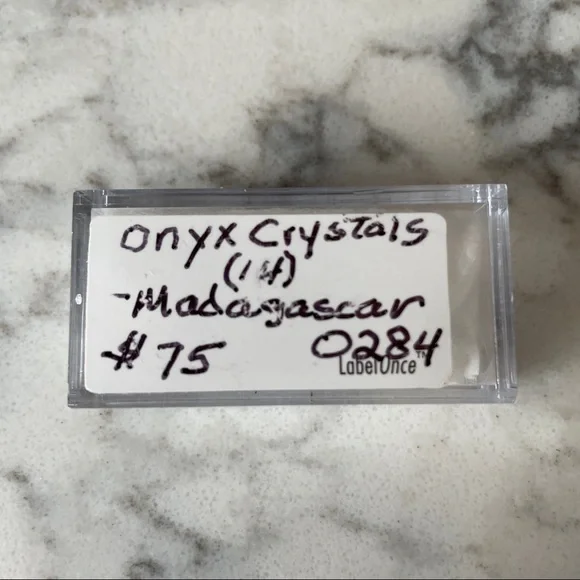 Onyx Crystals
(14)
-Madagascar
$75 0284
LabelOnce™